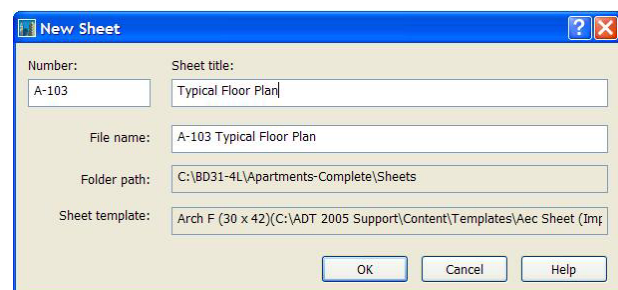 New Sheet
Number: Sheet title:
A-103 Typical Floor Plan
File name: A-103 Typical Floor Plan
Folder path: C:\BD31-4L\Apartments-Complete\Sheets
Sheet template: Arch F (30 x 42)(C:\ADT 2005 Support\Content\Templates\Aec Sheet (Imp
OK Cancel Help